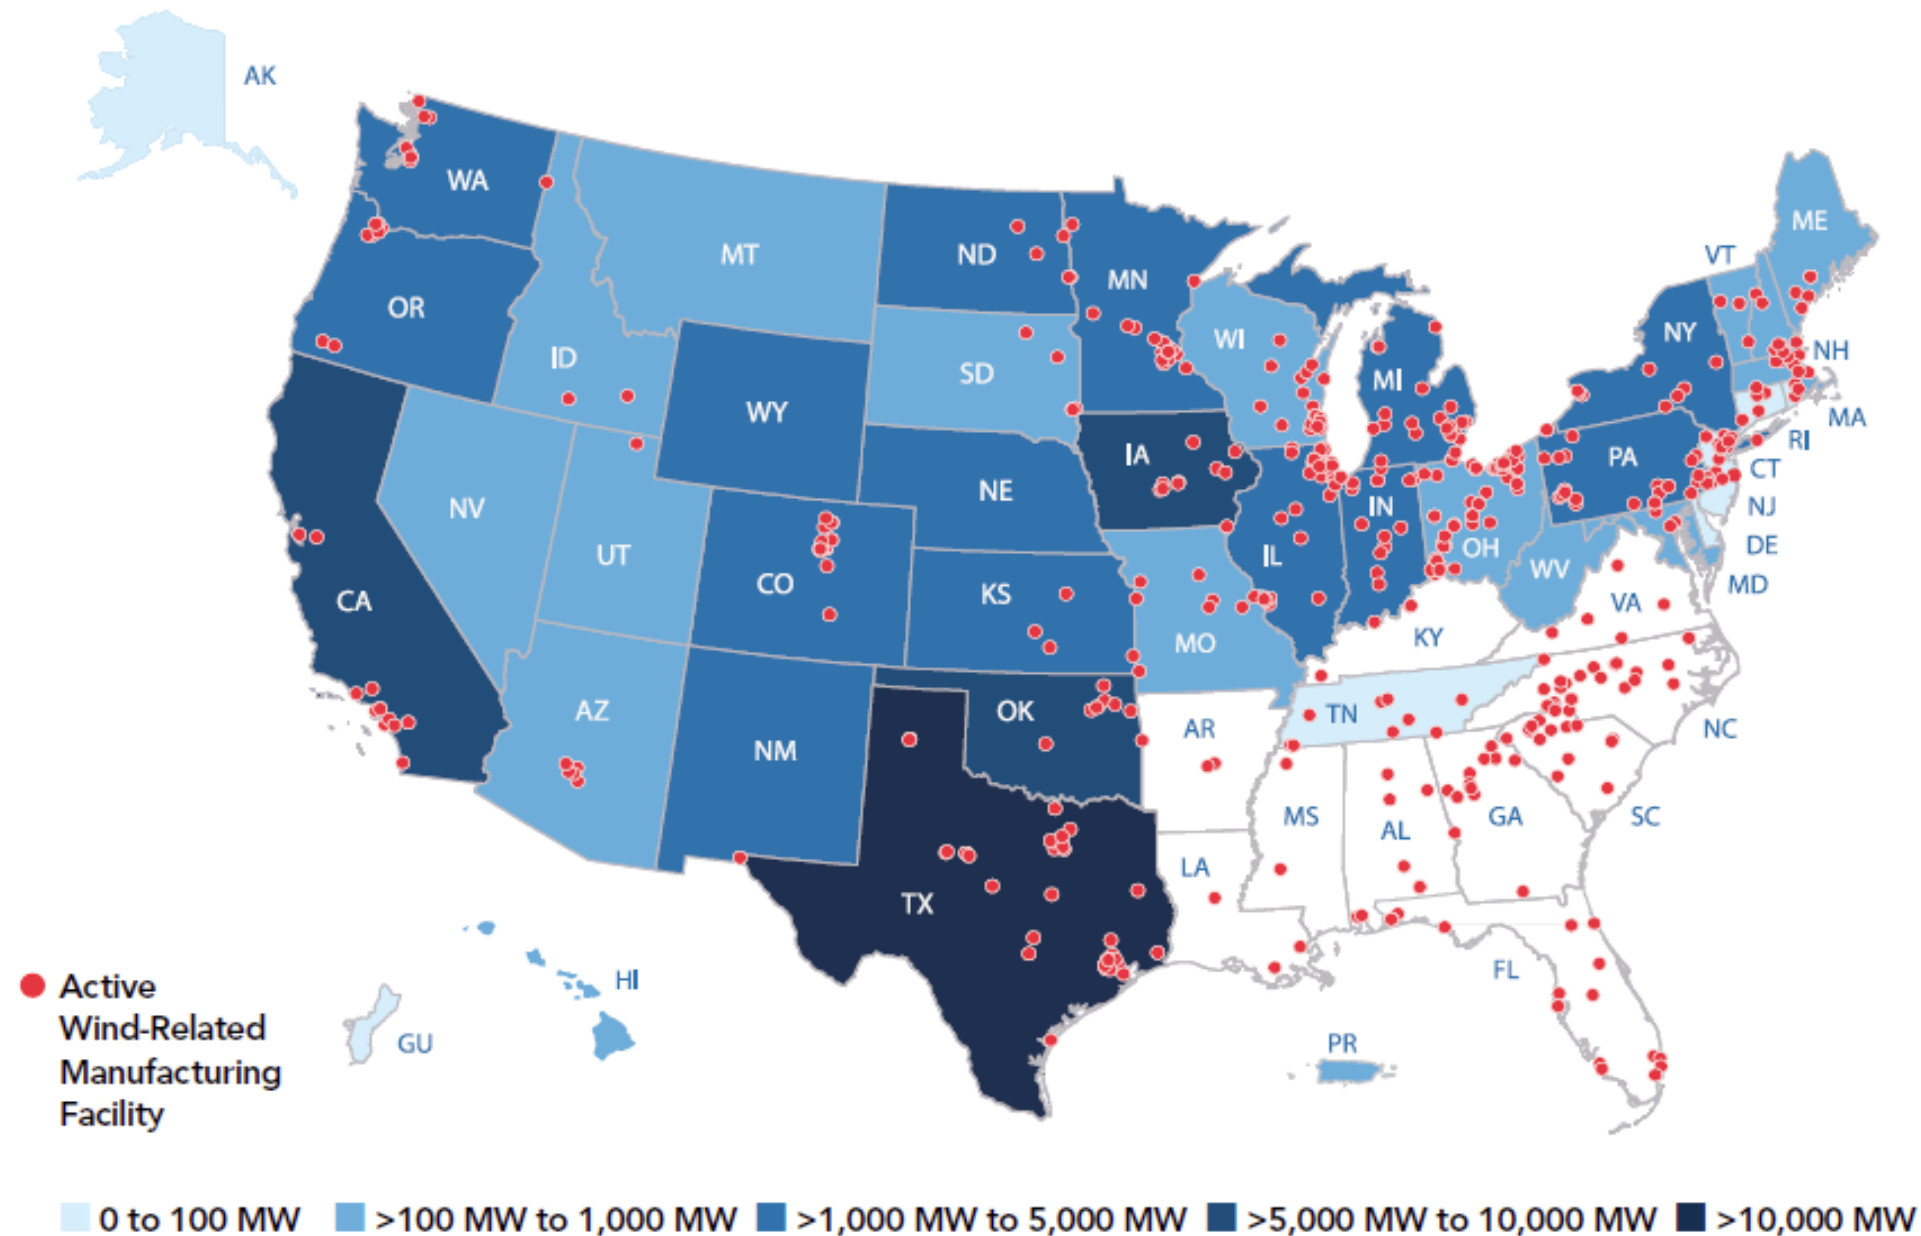 AK
WA
MT
ND
MN
ME
VT
OR
ID
SD
WI
MI
NY
NH
MA
WY
IA
NE
PA
RI
CT
NJ
DE
MD
NV
UT
CO
KS
MO
IL
IN
OH
WV
VA
KY
CA
AZ
NM
OK
AR
TN
NC
SC
MS
AL
GA
LA
TX
FL
HI
GU
PR
Active
Wind-Related
Manufacturing
Facility
0 to 100 MW
>100 MW to 1,000 MW
>1,000 MW to 5,000 MW
>5,000 MW to 10,000 MW
>10,000 MW